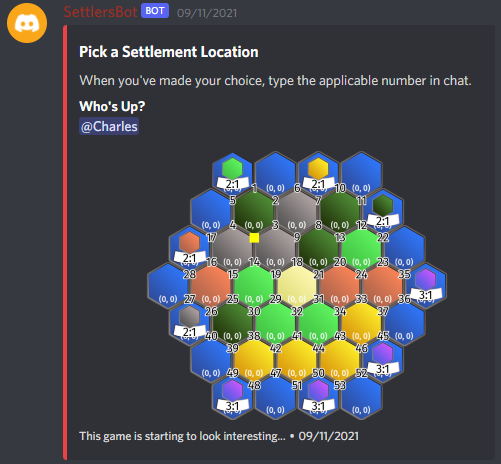 SettlersBot BOT 09/11/2021
Pick a Settlement Location
When you've made your choice, type the applicable number in chat.
Who's Up?
@Charles
(0, 0) 1 (0, 0) 6 (0, 0) 10 (0, 0)
2:1 2:1
5 2 7 11
2:1
(0, 0) 4 (0, 0) 3 (0, 0) 8 (0, 0) 12 (0, 0)
17 9 13 22
2:1
(0, 0) 16 (0, 0) 14 (0, 0) 18 (0, 0) 20 (0, 0) 23 (0, 0)
28 15 19 21 24 35
3:1
(0, 0) 27 (0, 0) 25 (0, 0) 29 (0, 0) 31 (0, 0) 33 (0, 0) 36 (0, 0)
26 30 32 34 37
2:1
(0, 0) 40 (0, 0) 38 (0, 0) 41 (0, 0) 43 (0, 0) 45 (0, 0)
39 42 44 46
3:1
(0, 0) 49 (0, 0) 47 (0, 0) 50 (0, 0) 52 (0, 0)
48 51 53
3:1 3:1
(0, 0) (0, 0) (0, 0) (0, 0)
This game is starting to look interesting... • 09/11/2021